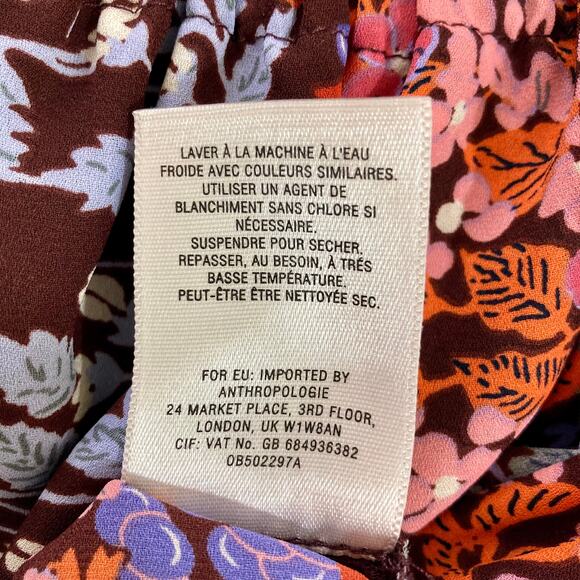 LAVER À LA MACHINE À L'EAU
FROIDE AVEC COULEURS SIMILAIRES.
UTILISER UN AGENT DE
BLANCHIMENT SANS CHLORE SI
NÉCESSAIRE.
SUSPENDRE POUR SECHER,
REPASSER, AU BESOIN, À TRÉS
BASSE TEMPÉRATURE.
PEUT-ÊTRE ÊTRE NETTOYÉE SEC.
FOR EU: IMPORTED BY
ANTHROPOLOGIE
24 MARKET PLACE, 3RD FLOOR,
LONDON, UK W1W8AN
CIF: VAT No. GB 684936382
OB502297A